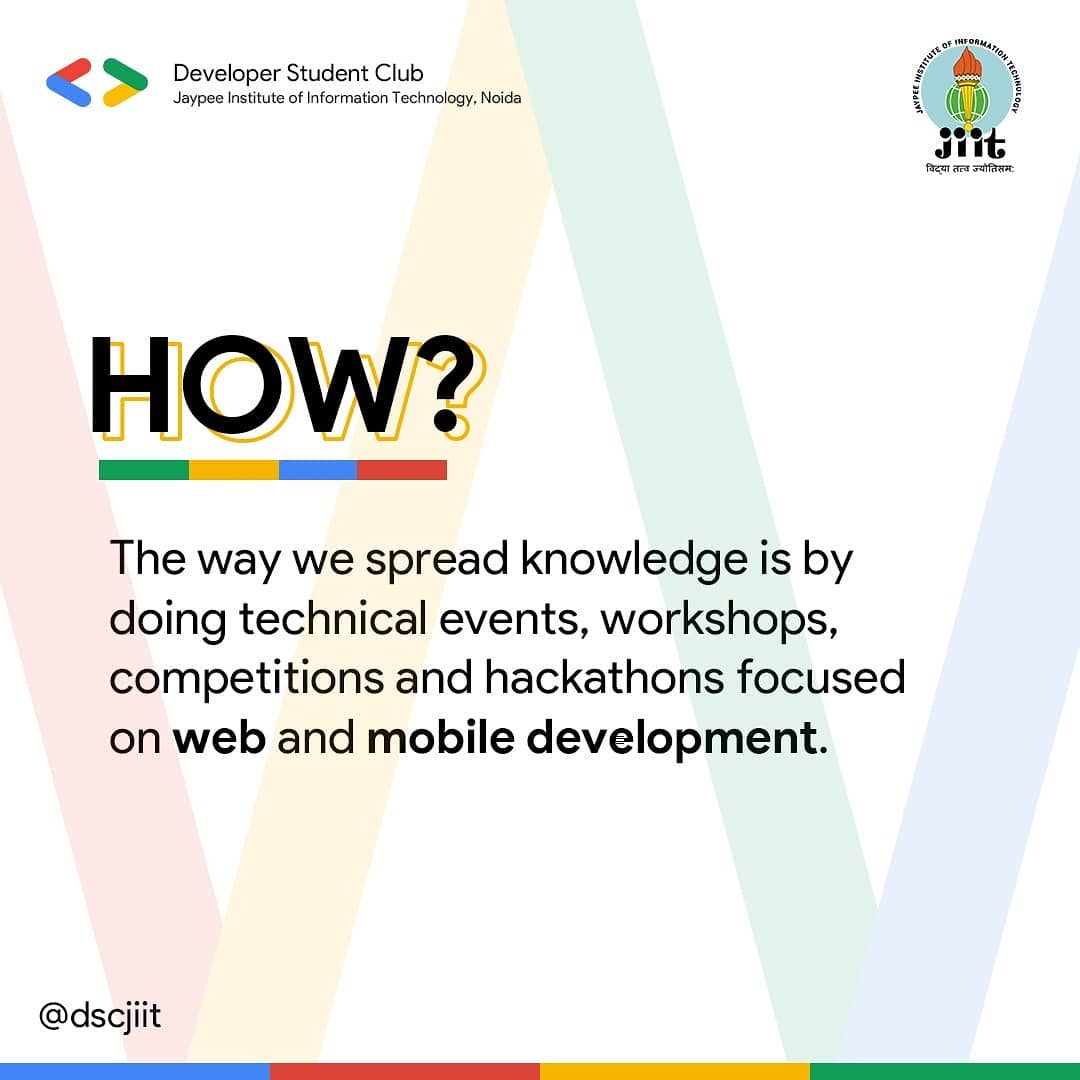 Developer Student Club
Jaypee Institute of Information Technology, Noida
JAYPEE INSTITUTE OF INFORMATION TECHNOLOGY
jiit
विद्या तत्व ज्योतिसम:
HOW?
The way we spread knowledge is by
doing technical events, workshops,
competitions and hackathons focused
on web and mobile development.
@dscjiit